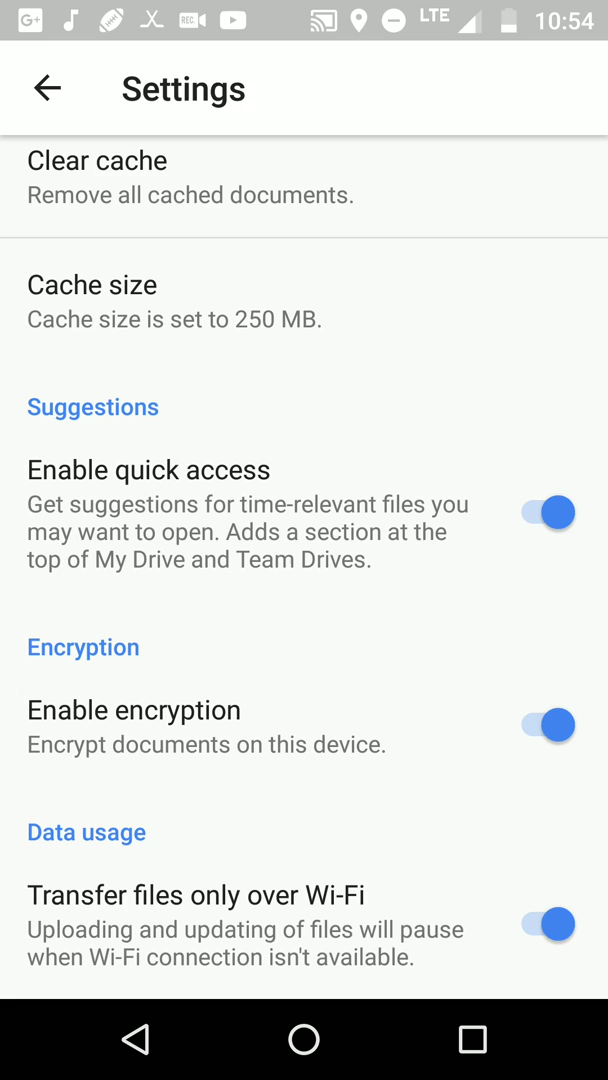 G+ REC LTE 10:54
Settings
Clear cache
Remove all cached documents.
Cache size
Cache size is set to 250 MB.
Suggestions
Enable quick access
Get suggestions for time-relevant files you
may want to open. Adds a section at the
top of My Drive and Team Drives.
Encryption
Enable encryption
Encrypt documents on this device.
Data usage
Transfer files only over Wi-Fi
Uploading and updating of files will pause
when Wi-Fi connection isn't available.